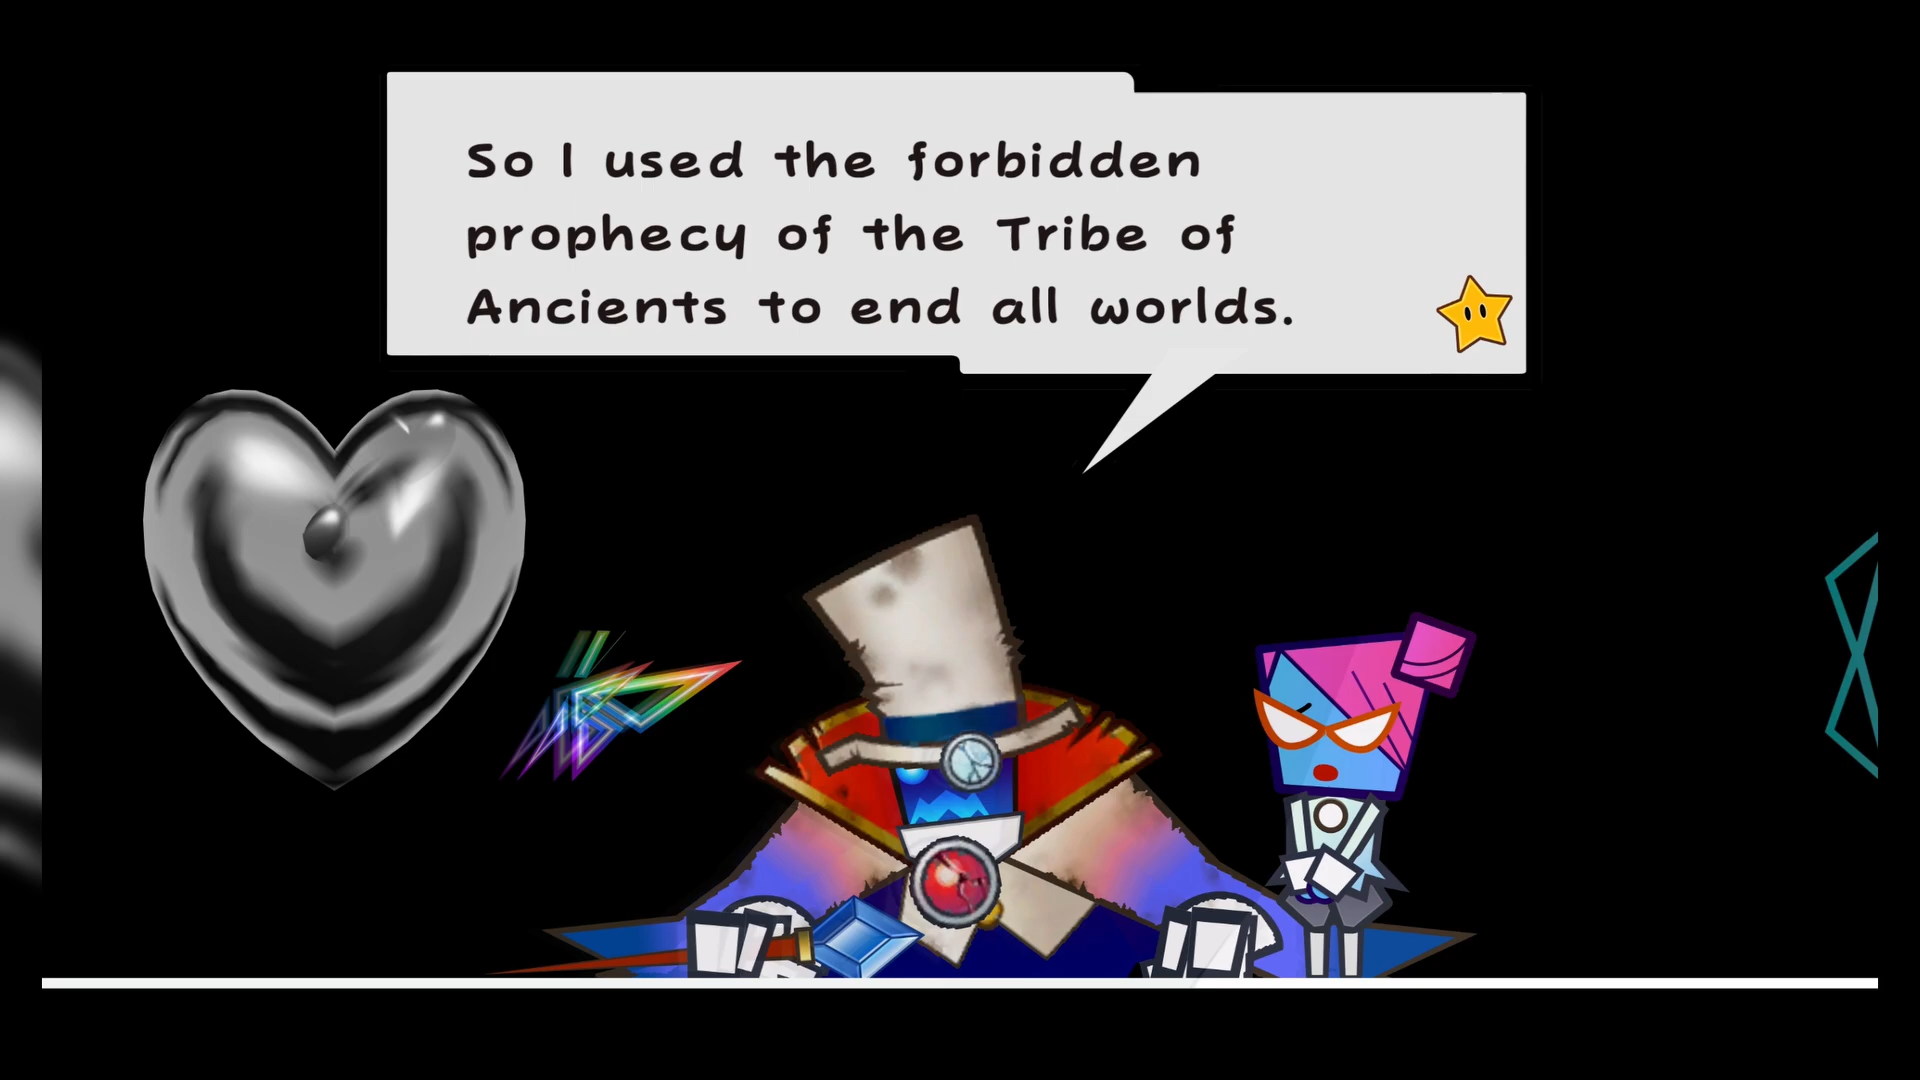 So I used the forbidden
prophecy of the Tribe of
Ancients to end all worlds.